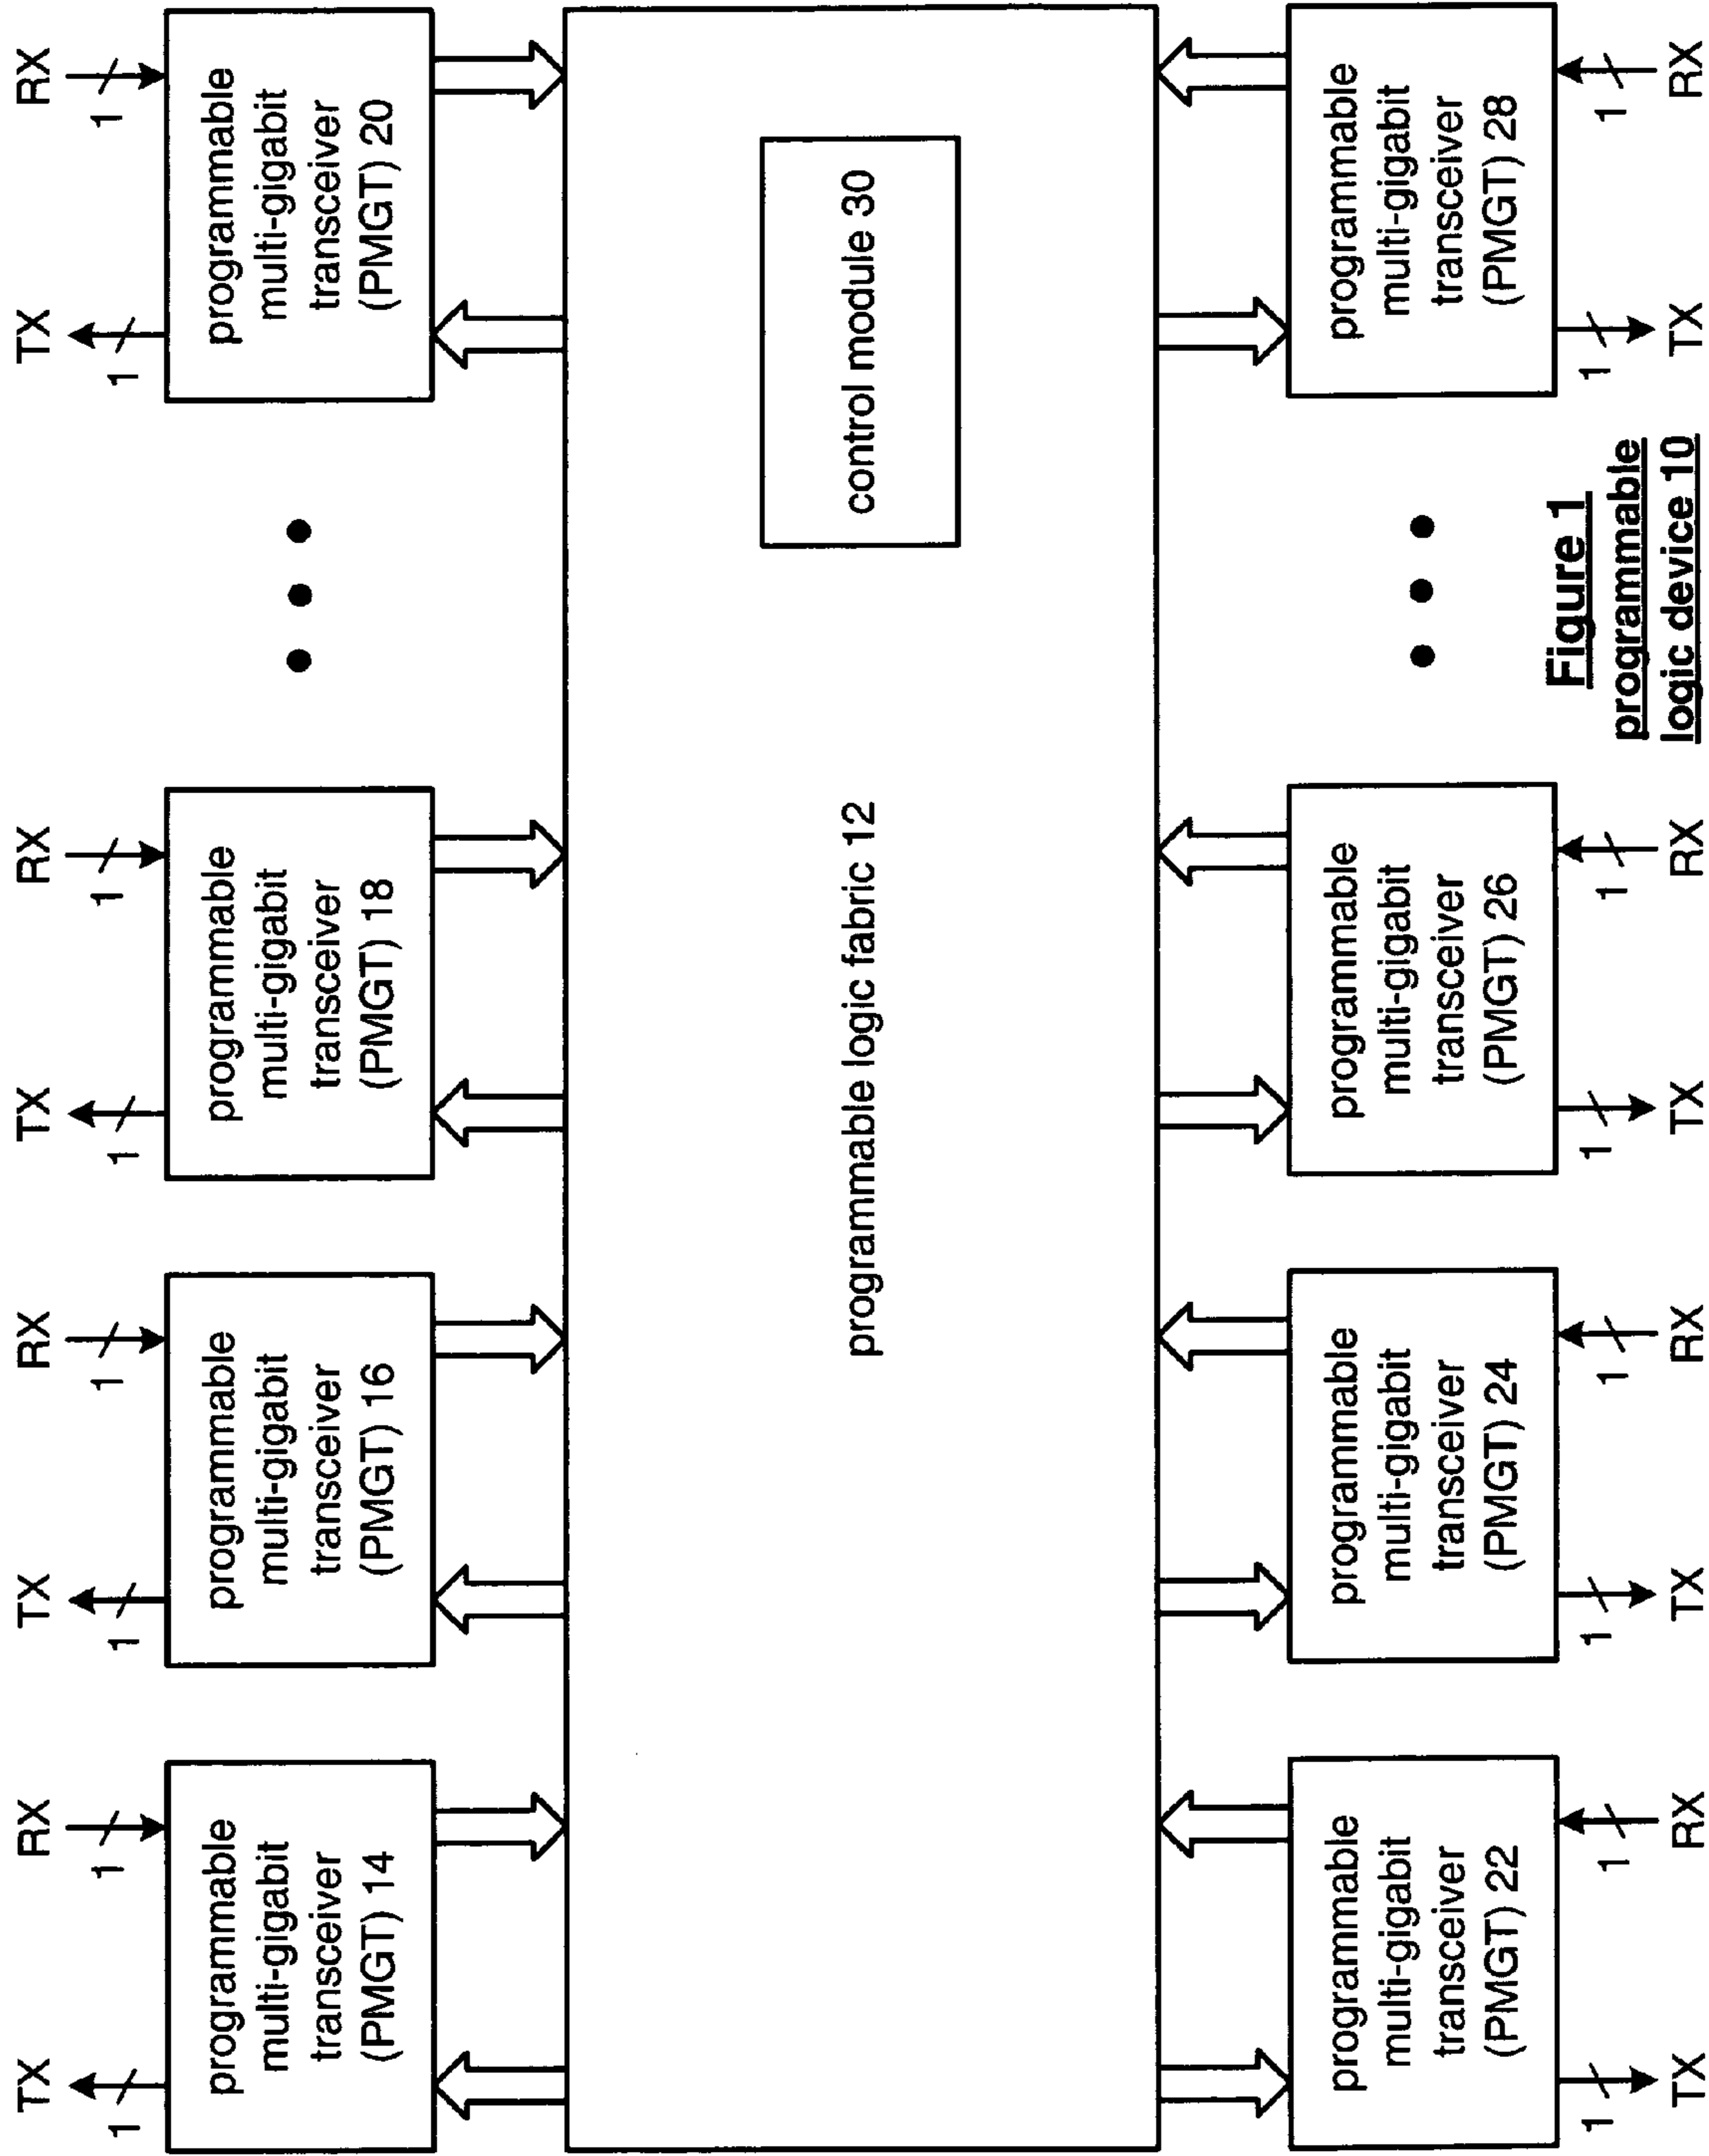 TX RX TX RX TX RX TX RX
1 1 1 1 1 1 1 1
programmable
multi-gigabit
transceiver
(PMGT) 14
programmable
multi-gigabit
transceiver
(PMGT) 16
programmable
multi-gigabit
transceiver
(PMGT) 18
programmable
multi-gigabit
transceiver
(PMGT) 20
programmable logic fabric 12
control module 30
programmable
multi-gigabit
transceiver
(PMGT) 22
programmable
multi-gigabit
transceiver
(PMGT) 24
programmable
multi-gigabit
transceiver
(PMGT) 26
programmable
multi-gigabit
transceiver
(PMGT) 28
1 1 1 1 1 1 1 1
TX RX TX RX TX RX TX RX
Figure 1
programmable
logic device 10